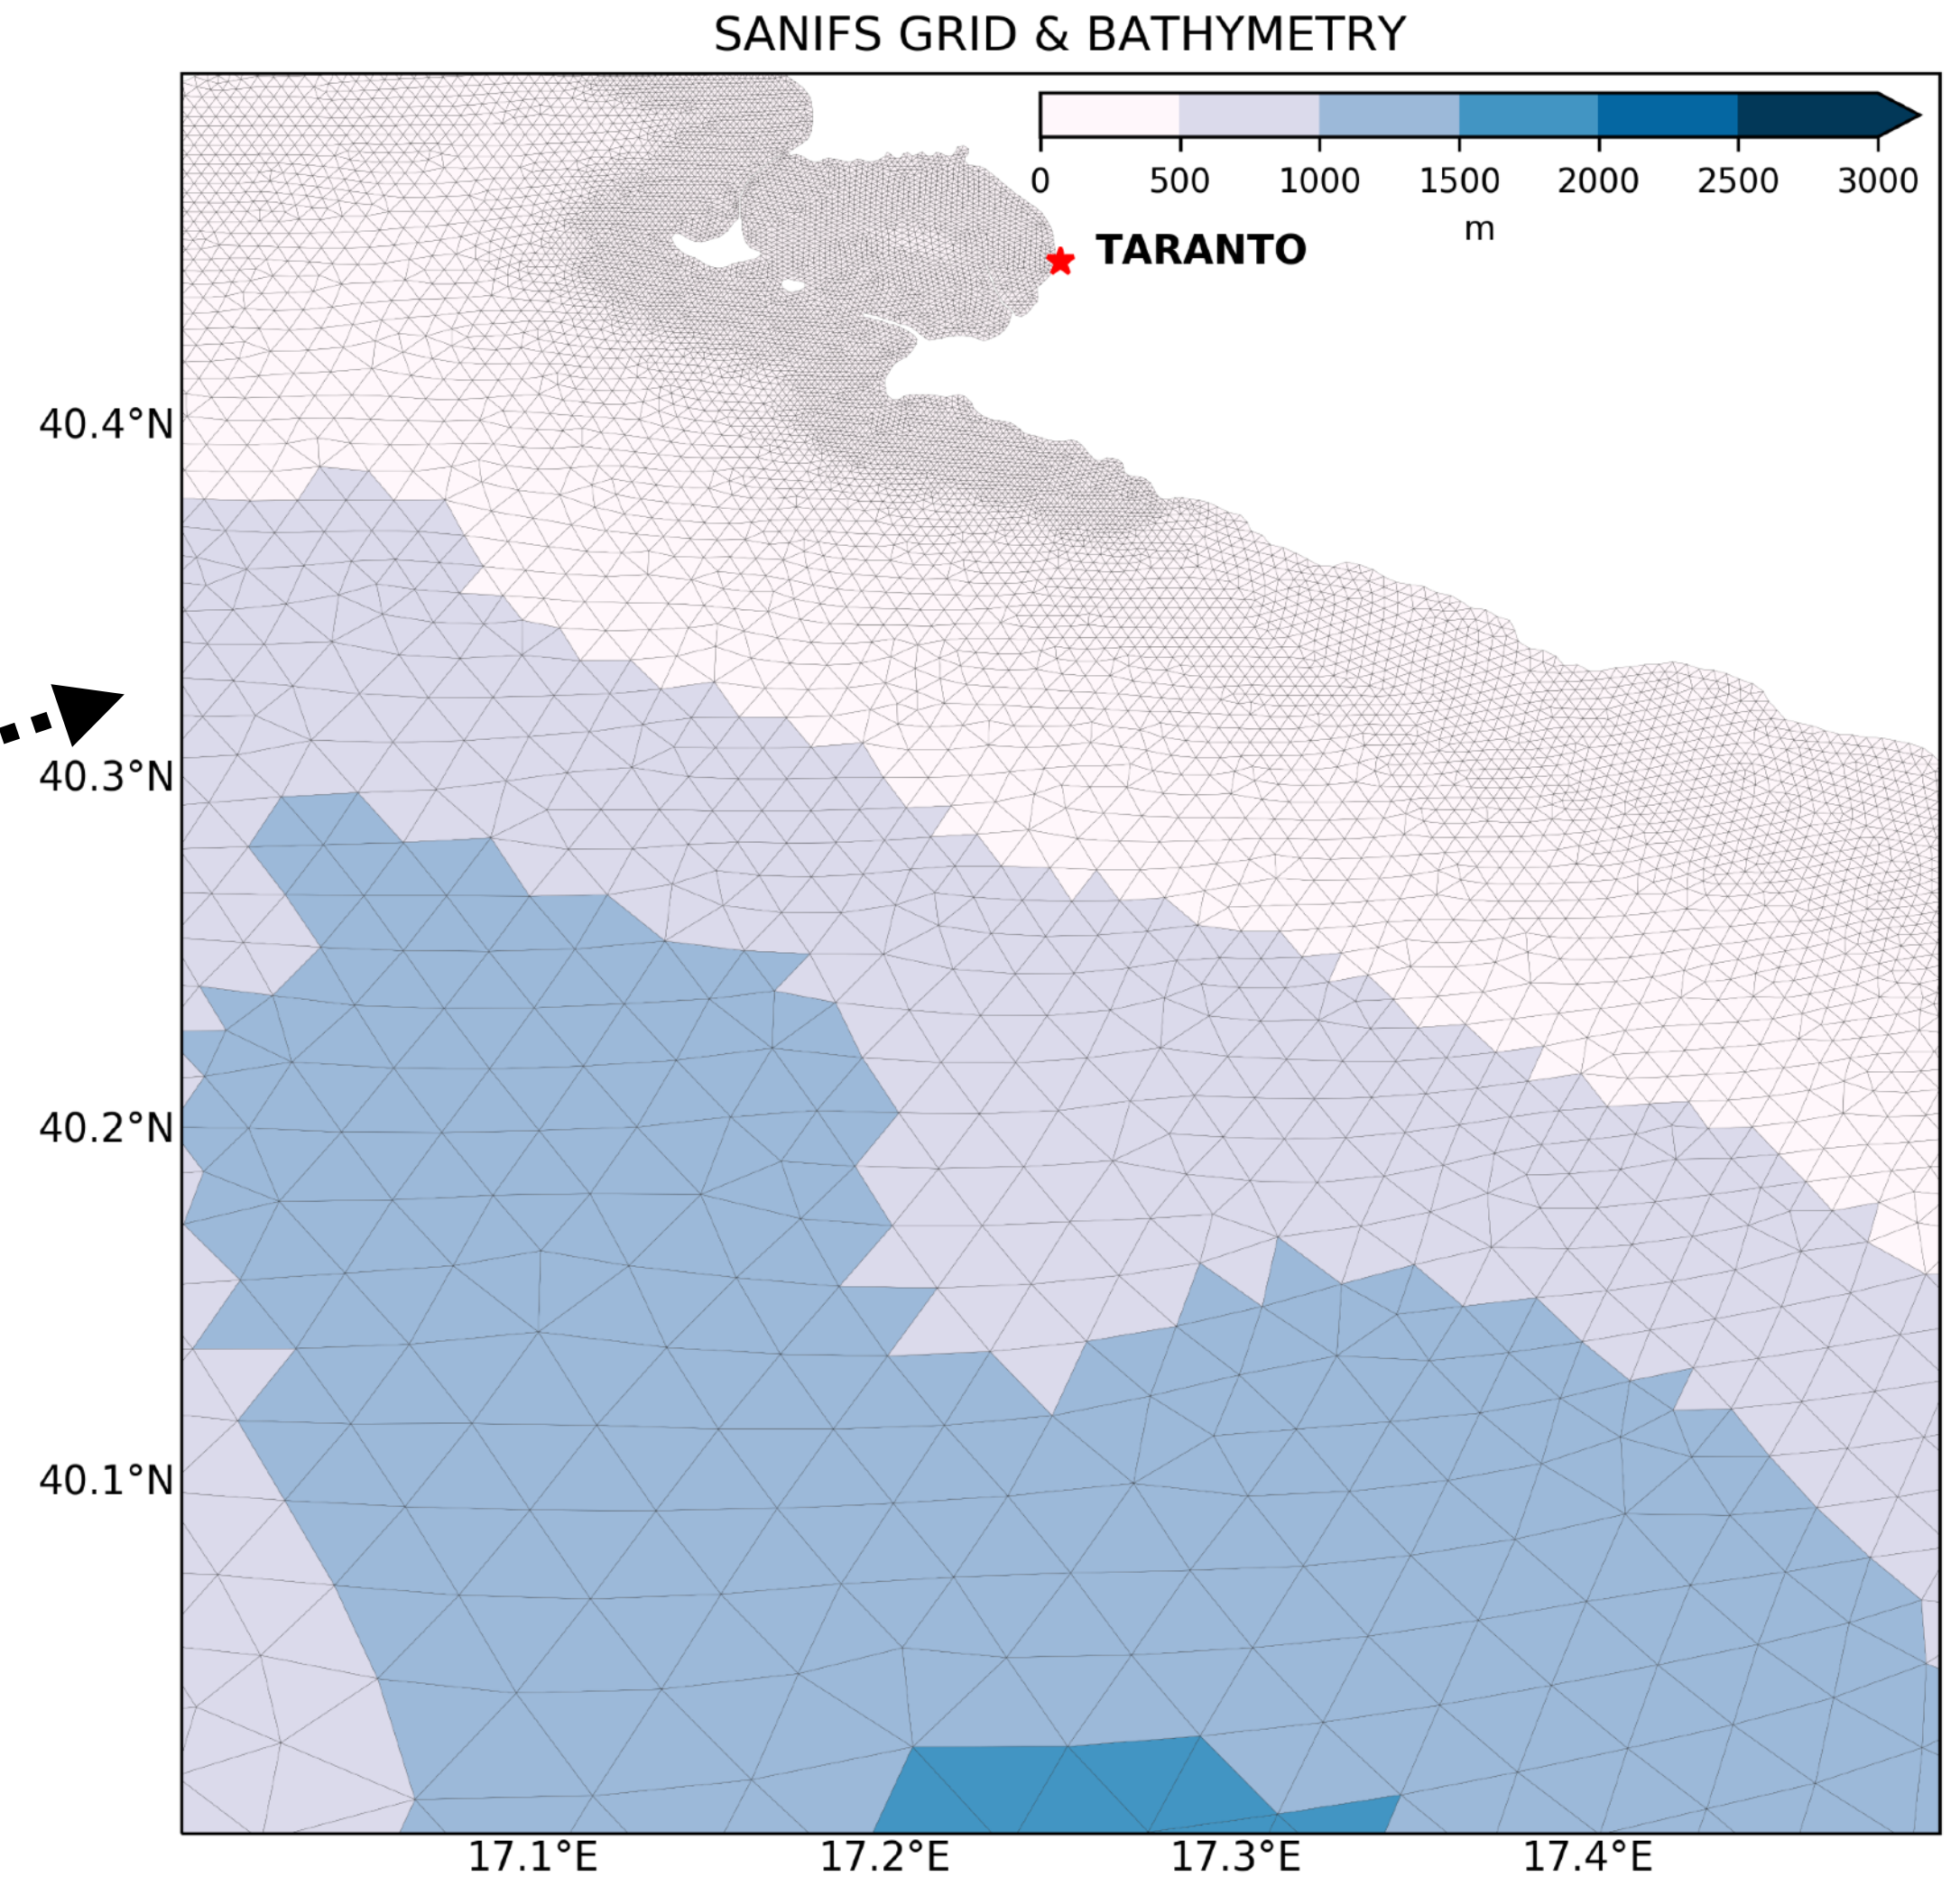 SANIFS GRID & BATHYMETRY
0 500 1000 1500 2000 2500 3000
m
TARANTO
40.4°N
40.3°N
40.2°N
40.1°N
17.1°E 17.2°E 17.3°E 17.4°E